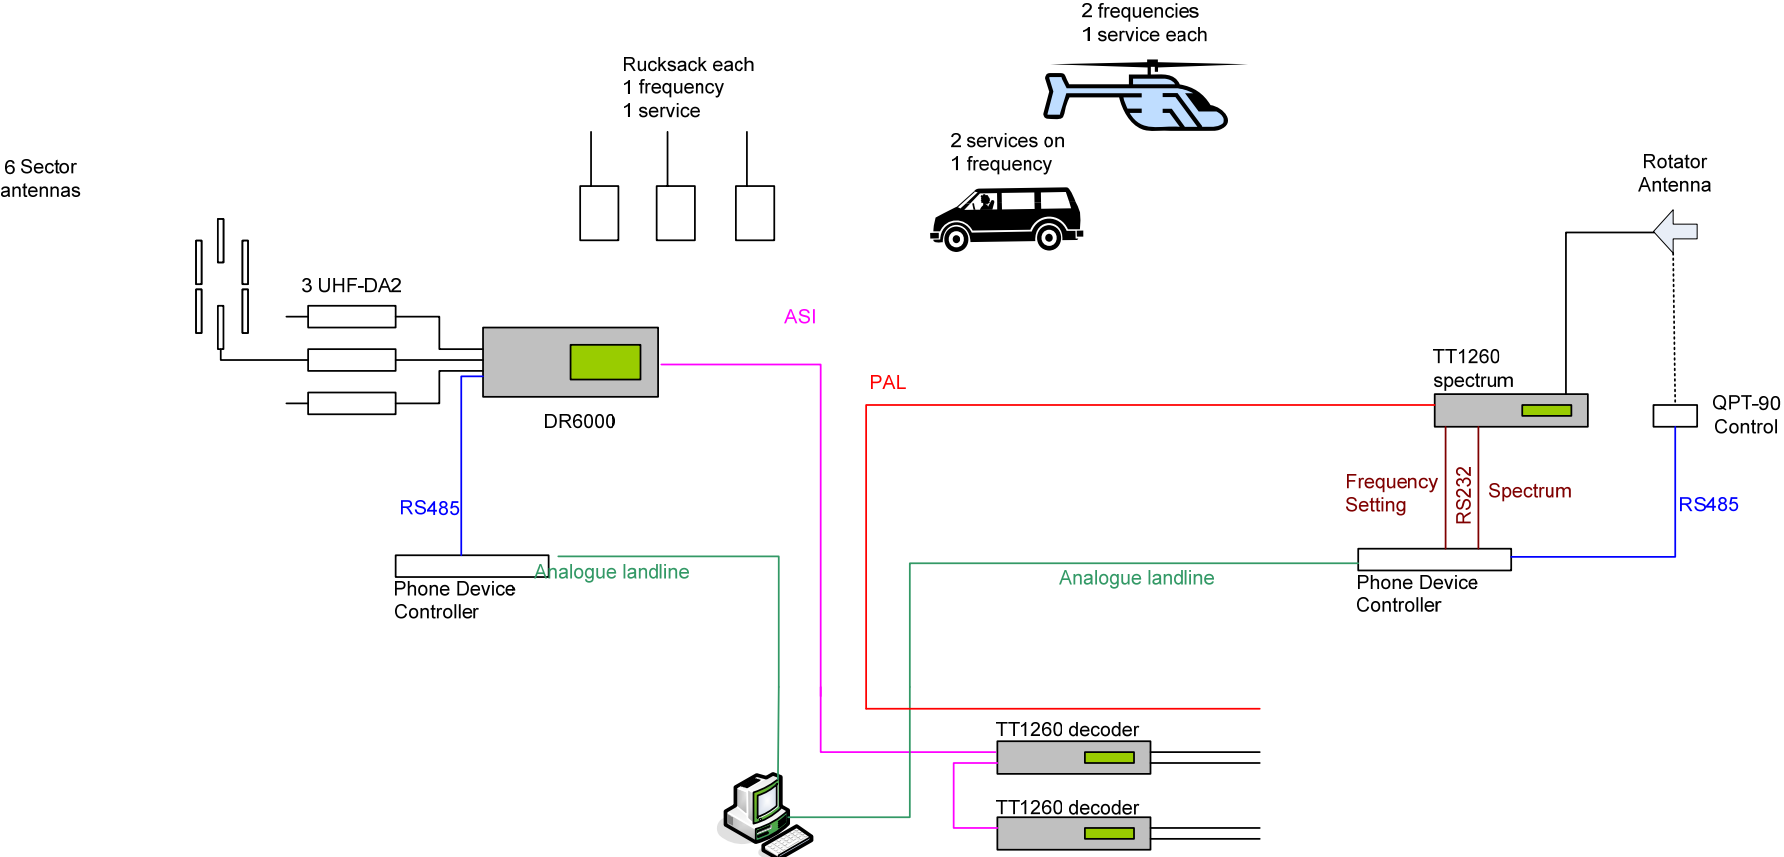 2 frequencies
1 service each
Rucksack each
1 frequency
1 service
2 services on
1 frequency
6 Sector
antennas
Rotator
Antenna
3 UHF-DA2
ASI
TT1260
spectrum
PAL
QPT-90
Control
DR6000
Frequency
Setting
RS232
Spectrum
RS485
RS485
Analogue landline
Analogue landline
Phone Device
Controller
Phone Device
Controller
TT1260 decoder
TT1260 decoder